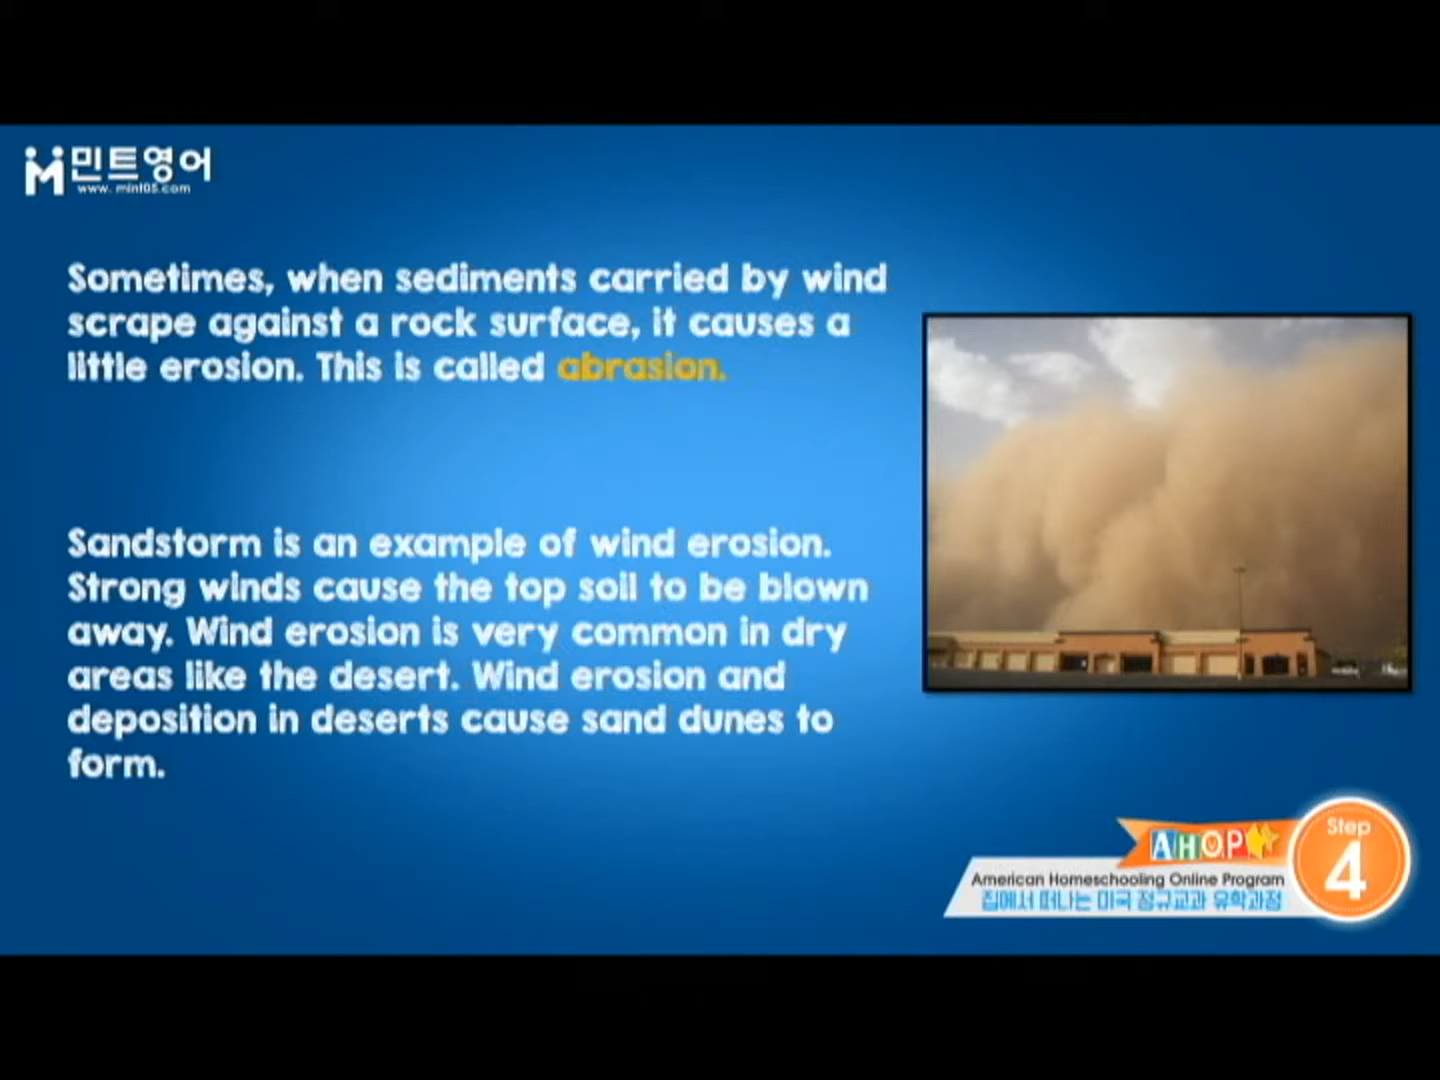 민트영어
www.mint05.com
Sometimes, when sediments carried by wind
scrape against a rock surface, it causes a
little erosion. This is called abrasion.
Sandstorm is an example of wind erosion.
Strong winds cause the top soil to be blown
away. Wind erosion is very common in dry
areas like the desert. Wind erosion and
deposition in deserts cause sand dunes to
form.
AHOP
Step
4
American Homeschooling Online Program
집에서 떠나는 미국 정규교과 유학과정